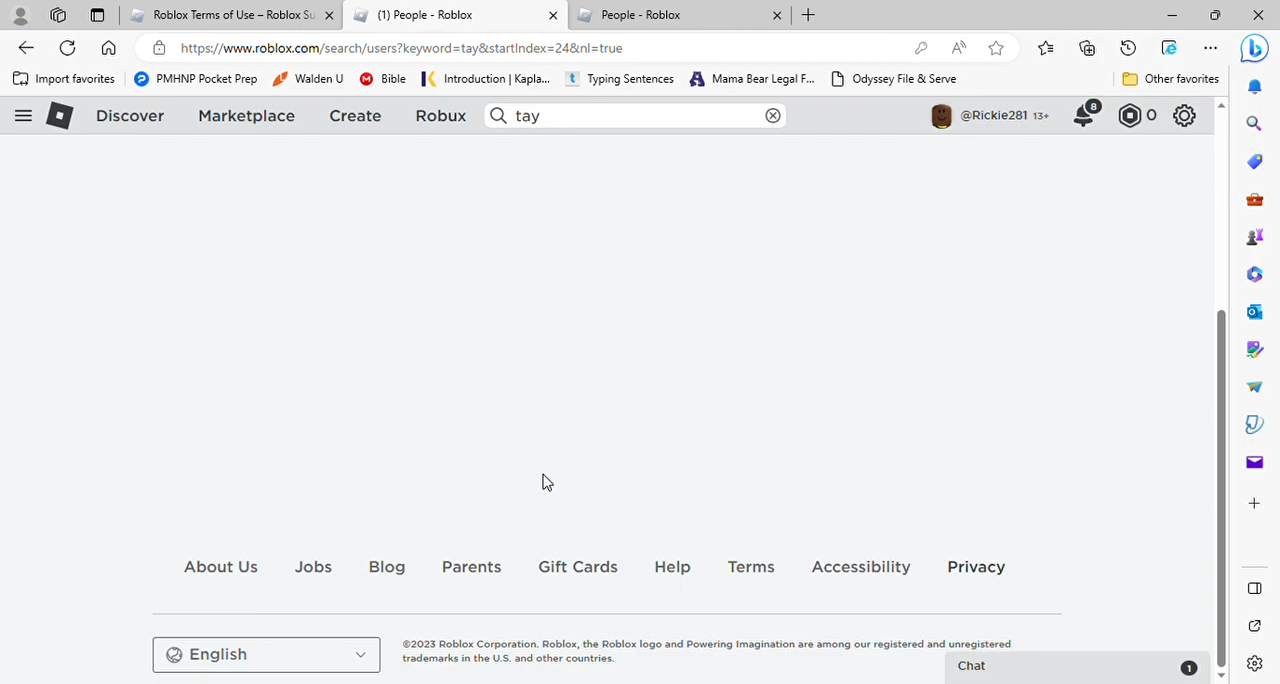 Roblox Terms of Use – Roblox Su
(1) People - Roblox
People - Roblox
https://www.roblox.com/search/users?keyword=tay&startIndex=24&nl=true
Import favorites
PMHNP Pocket Prep
Walden U
Bible
Introduction | Kapla...
Typing Sentences
Mama Bear Legal F...
Odyssey File & Serve
Other favorites
Discover
Marketplace
Create
Robux
tay
@Rickie281 13+
8
0
About Us
Jobs
Blog
Parents
Gift Cards
Help
Terms
Accessibility
Privacy
English
©2023 Roblox Corporation. Roblox, the Roblox logo and Powering Imagination are among our registered and unregistered
trademarks in the U.S. and other countries.
Chat
1